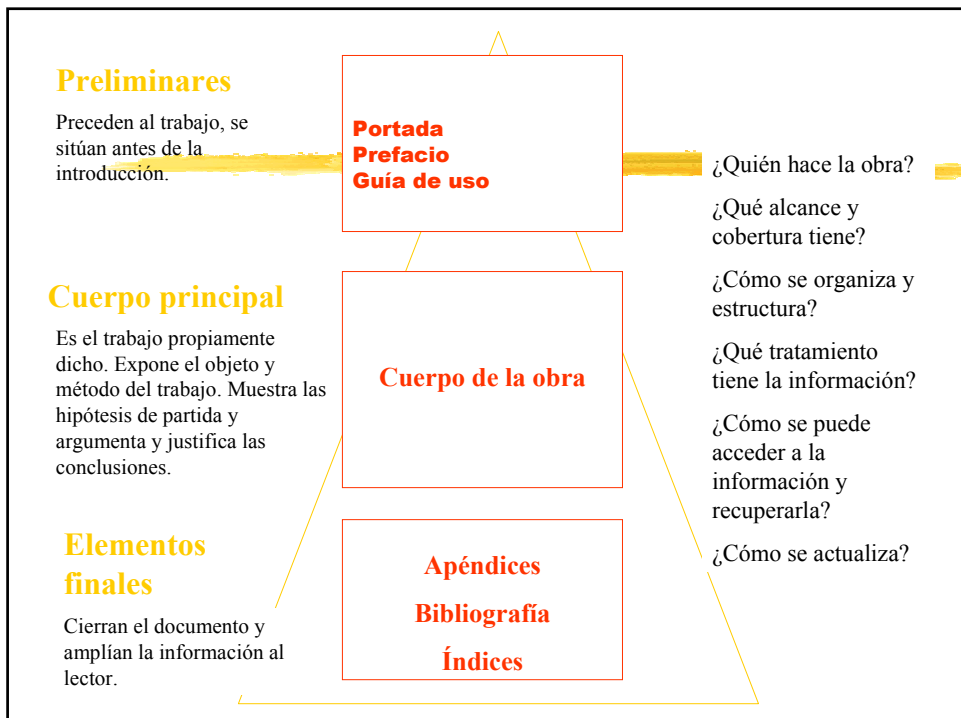 Preliminares
Preceden al trabajo, se
sitúan antes de la
introducción.
Portada
Prefacio
Guía de uso
Cuerpo principal
Es el trabajo propiamente
dicho. Expone el objeto y
método del trabajo. Muestra las
hipótesis de partida y
argumenta y justifica las
conclusiones.
Cuerpo de la obra
Elementos
finales
Cierran el documento y
amplían la información al
lector.
Apéndices
Bibliografía
Índices
¿Quién hace la obra?
¿Qué alcance y
cobertura tiene?
¿Cómo se organiza y
estructura?
¿Qué tratamiento
tiene la información?
¿Cómo se puede
acceder a la
información y
recuperarla?
¿Cómo se actualiza?